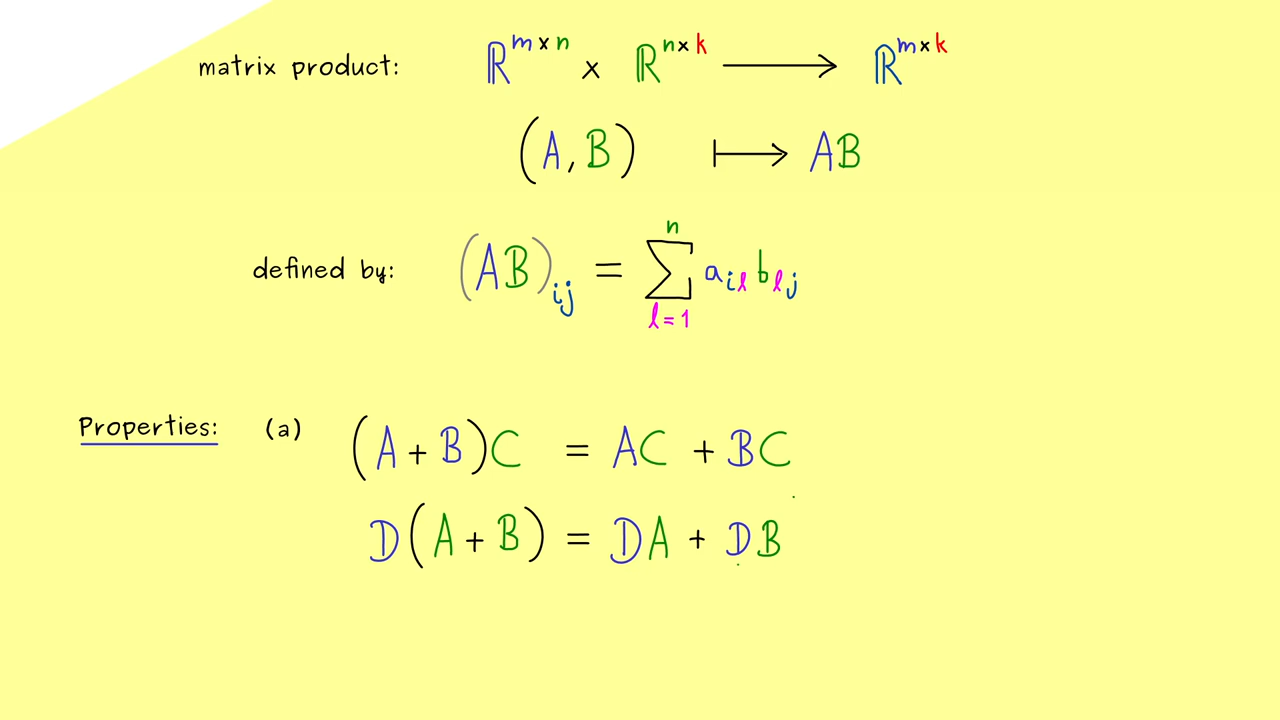 matrix product: ℝ^{m×n} × ℝ^{n×k} ⟶ ℝ^{m×k}
(A, B) ⟼ AB
defined by: (AB)_{ij} = ∑_{ℓ=1}^{n} a_{iℓ} b_{ℓj}
Properties: (a) (A + B)C = AC + BC
D(A + B) = DA + DB